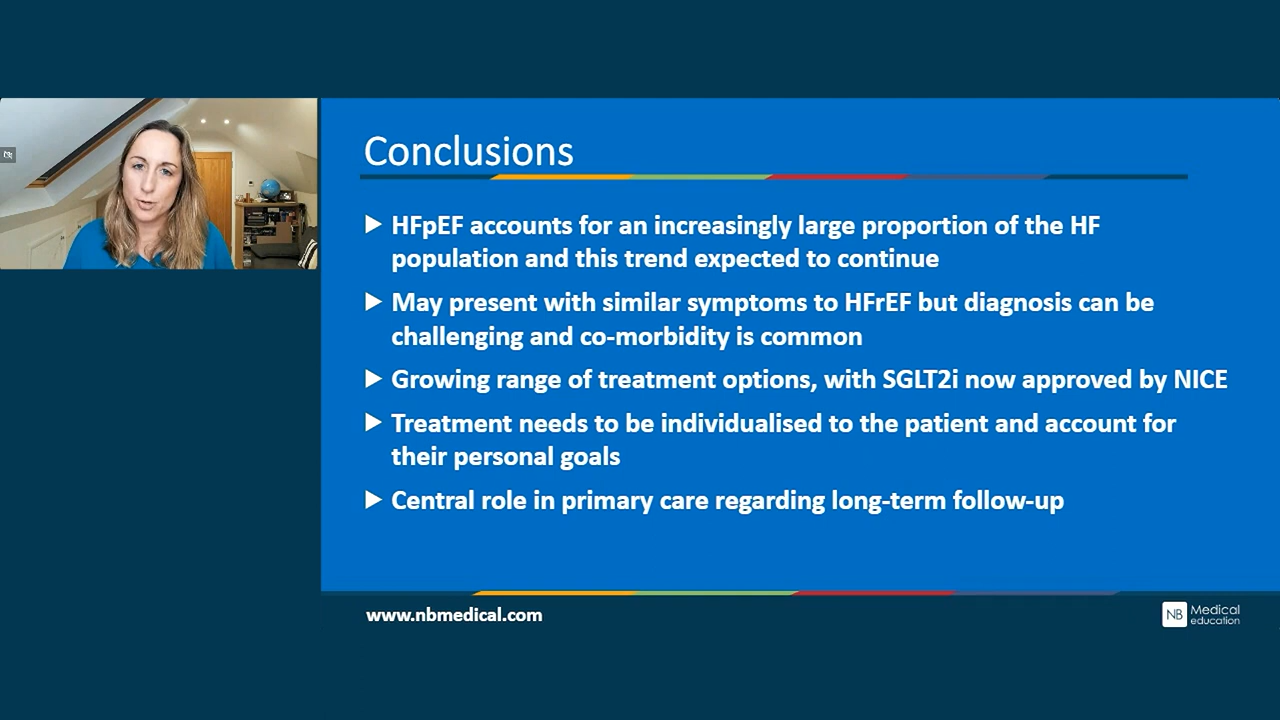 Conclusions
HFpEF accounts for an increasingly large proportion of the HF
population and this trend expected to continue
May present with similar symptoms to HFrEF but diagnosis can be
challenging and co-morbidity is common
Growing range of treatment options, with SGLT2i now approved by NICE
Treatment needs to be individualised to the patient and account for
their personal goals
Central role in primary care regarding long-term follow-up
www.nbmedical.com
NB Medical
education